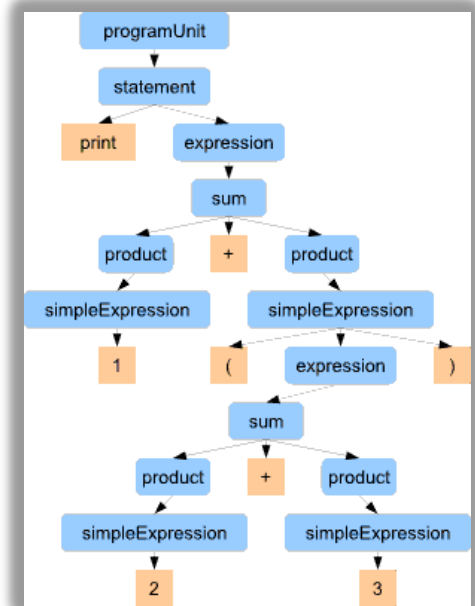 programUnit
statement
print expression
sum
product + product
simpleExpression simpleExpression
1 ( expression )
sum
product + product
simpleExpression simpleExpression
2 3